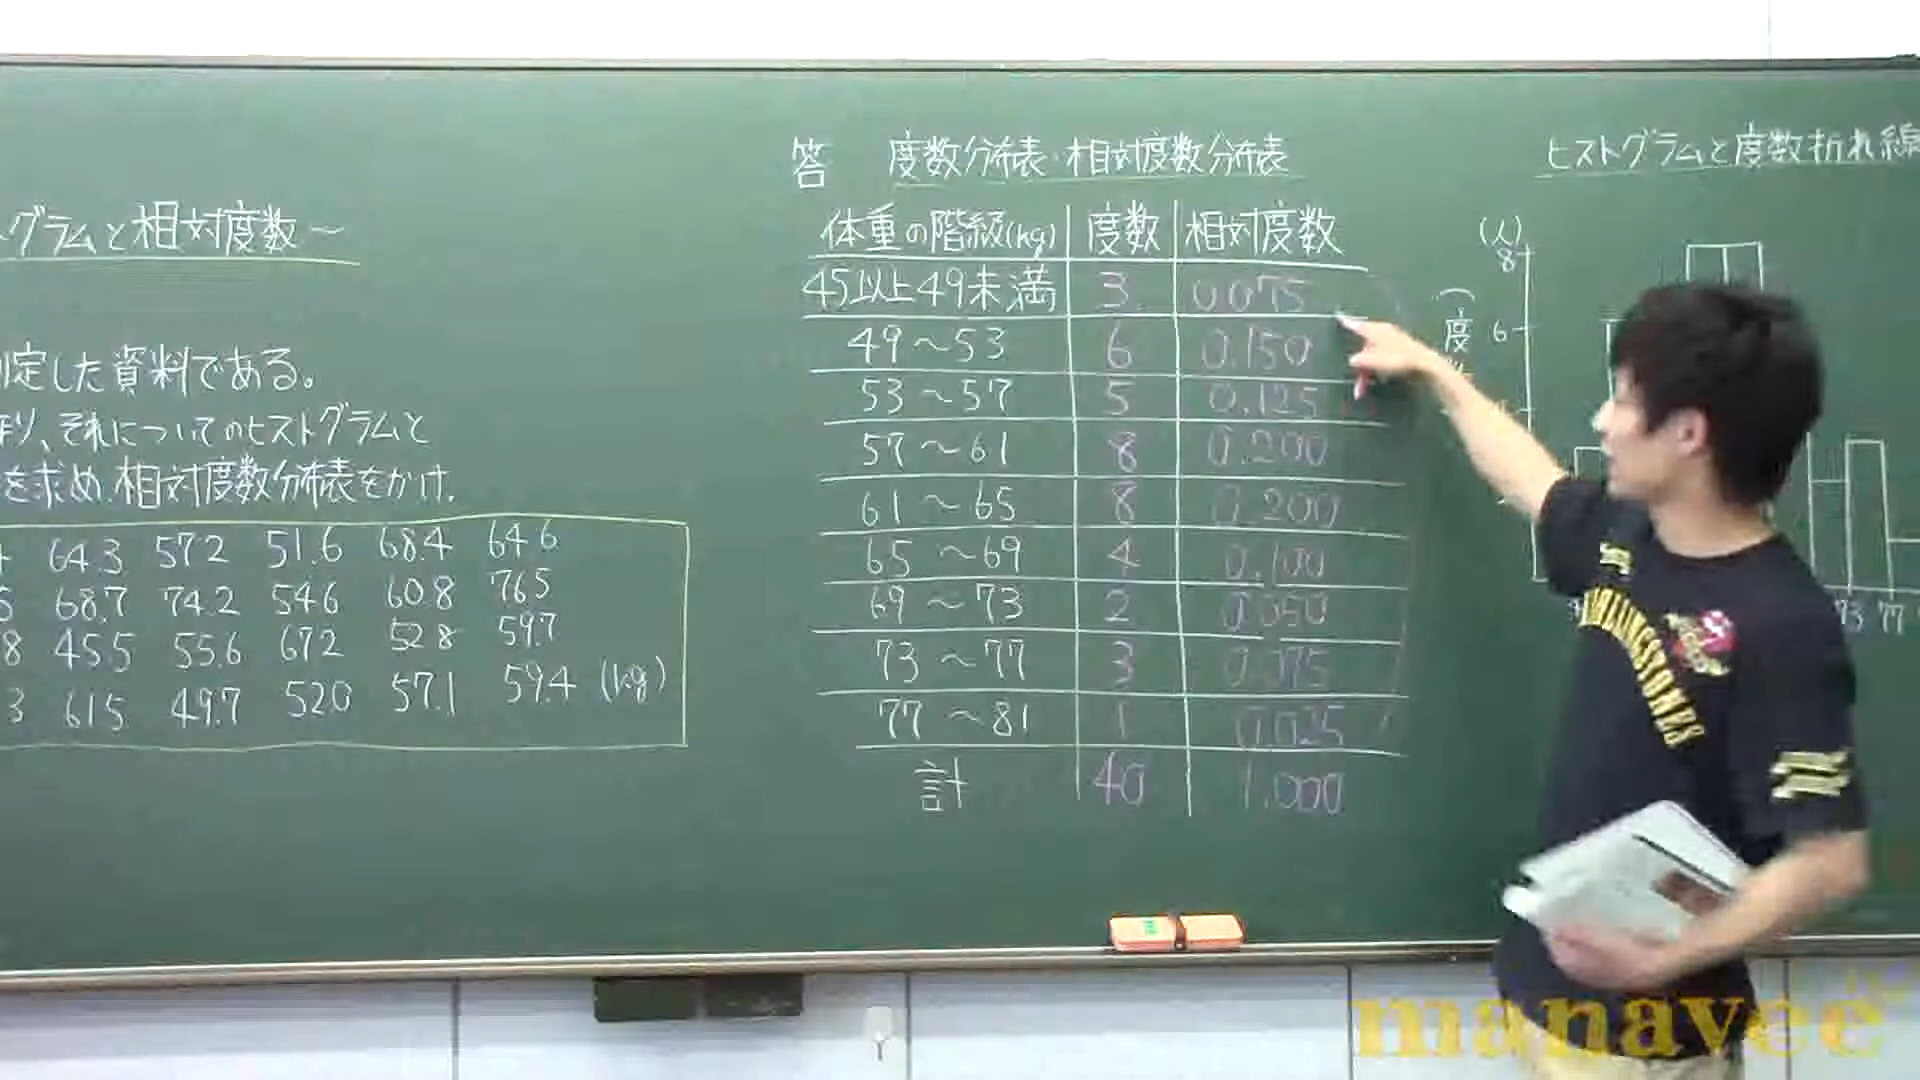 グラムと相対度数～
定した資料である。
それについてのヒストグラムと
を求め、相対度数分布表をかけ.
64.3 57.2 51.6 68.4 64.6
68.7 74.2 54.6 60.8 76.5
8 45.5 55.6 67.2 52.8 59.7
3 61.5 49.7 52.0 57.1 59.4 (kg)
答 度数分布表・相対度数分布表
体重の階級(kg) 度数 相対度数
45以上49未満 3 0.075
49～53 6 0.150
53～57 5 0.125
57～61 8 0.200
61～65 8 0.200
65～69 4 0.100
69～73 2 0.050
73～77 3 0.075
77～81 1 0.025
計 40 1.000
ヒストグラムと度数折れ線
(人)
8
6
(度
73 77
manavee